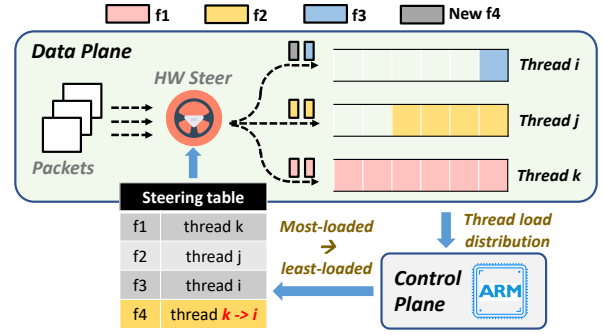 f1 f2 f3 New f4
Data Plane
HW Steer
Packets
Thread i
Thread j
Thread k
Steering table
f1 thread k
f2 thread j
f3 thread i
f4 thread k -> i
Most-loaded
→
least-loaded
Thread load
distribution
Control
Plane
ARM